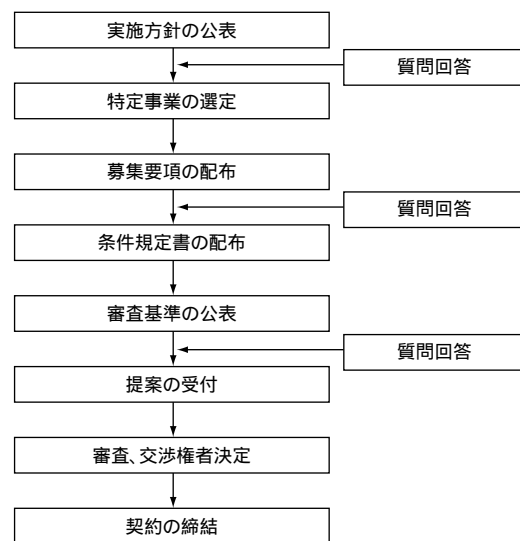 実施方針の公表
質問回答
特定事業の選定
募集要項の配布
質問回答
条件規定書の配布
審査基準の公表
質問回答
提案の受付
審査、交渉権者決定
契約の締結